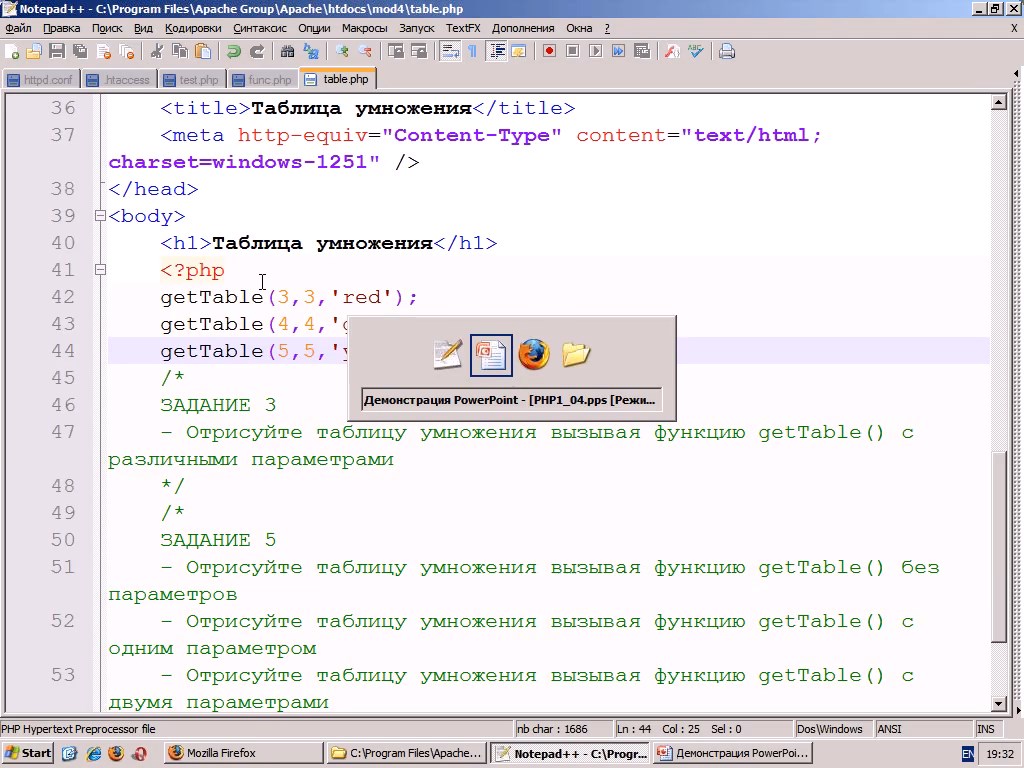 Notepad++ - C:\Program Files\Apache Group\Apache\htdocs\mod4\table.php
Файл Правка Поиск Вид Кодировки Синтаксис Опции Макросы Запуск TextFX Дополнения Окна ? X
httpd.conf .htaccess test.php func.php table.php
36 <title>Таблица умножения</title>
37 <meta http-equiv="Content-Type" content="text/html;
charset=windows-1251" />
38 </head>
39 <body>
40 <h1>Таблица умножения</h1>
41 <?php
42 getTable(3,3,'red');
43 getTable(4,4,'
44 getTable(5,5,'
45 /*
46 ЗАДАНИЕ 3
47 - Отрисуйте таблицу умножения вызывая функцию getTable() с
различными параметрами
48 */
49 /*
50 ЗАДАНИЕ 5
51 - Отрисуйте таблицу умножения вызывая функцию getTable() без
параметров
52 - Отрисуйте таблицу умножения вызывая функцию getTable() с
одним параметром
53 - Отрисуйте таблицу умножения вызывая функцию getTable() с
двумя параметрами
Демонстрация PowerPoint - [PHP1_04.pps [Режи...
PHP Hypertext Preprocessor file nb char : 1686 Ln : 44 Col : 25 Sel : 0 Dos\Windows ANSI INS
Start Mozilla Firefox C:\Program Files\Apache... Notepad++ - C:\Progr... Демонстрация PowerPoi... EN 19:32